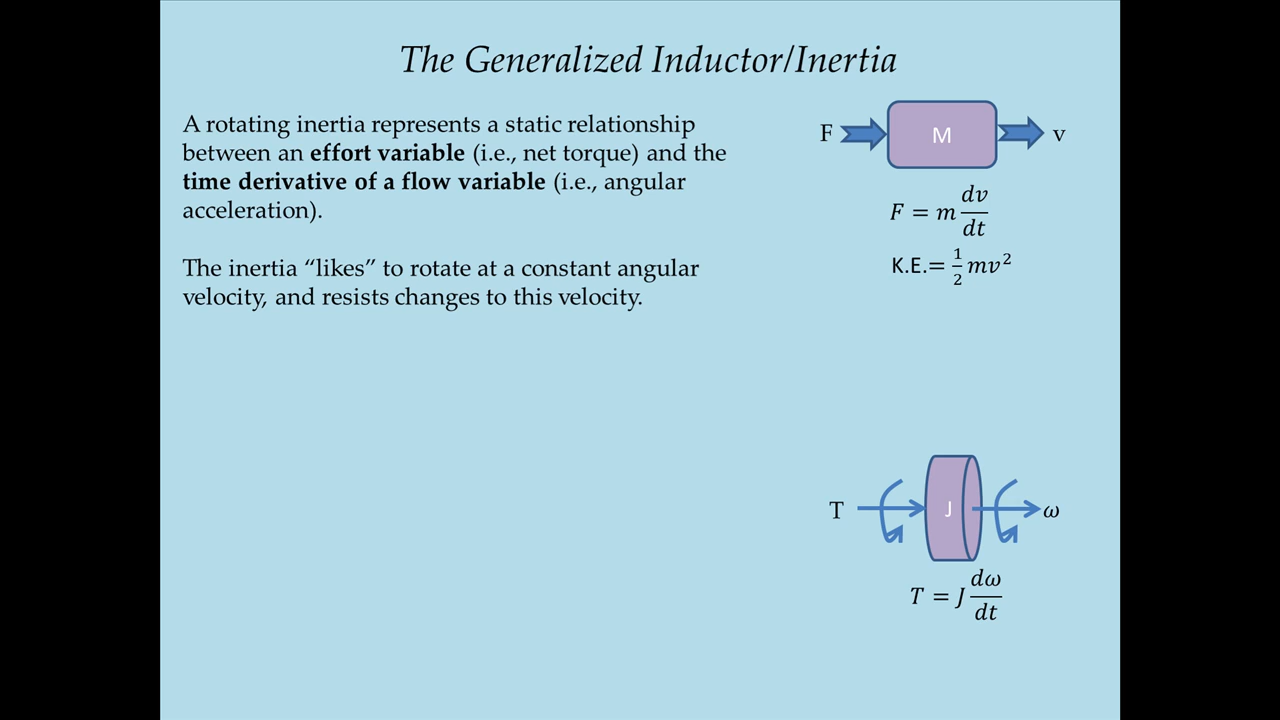 The Generalized Inductor/Inertia
A rotating inertia represents a static relationship
between an effort variable (i.e., net torque) and the
time derivative of a flow variable (i.e., angular
acceleration).
The inertia “likes” to rotate at a constant angular
velocity, and resists changes to this velocity.
F M v
F = m dv/dt
K.E.= 1/2 mv²
T J ω
T = J dω/dt